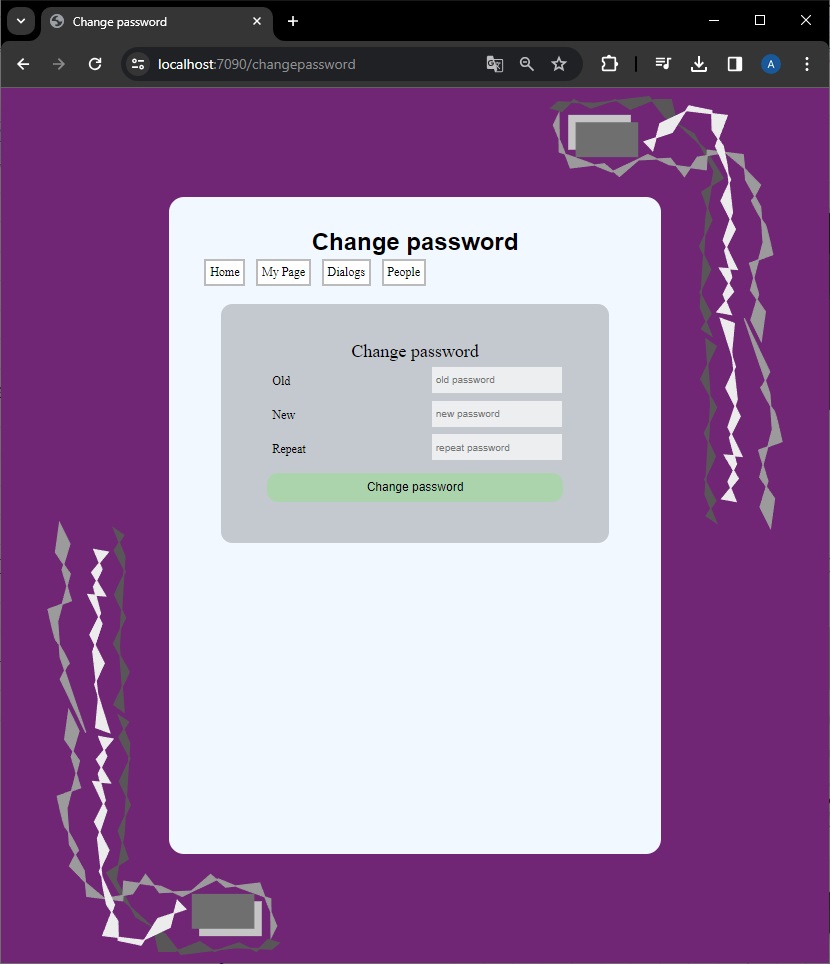 Change password
localhost:7090/changepassword
A
Change password
Home My Page Dialogs People
Change password
Old old password
New new password
Repeat repeat password
Change password